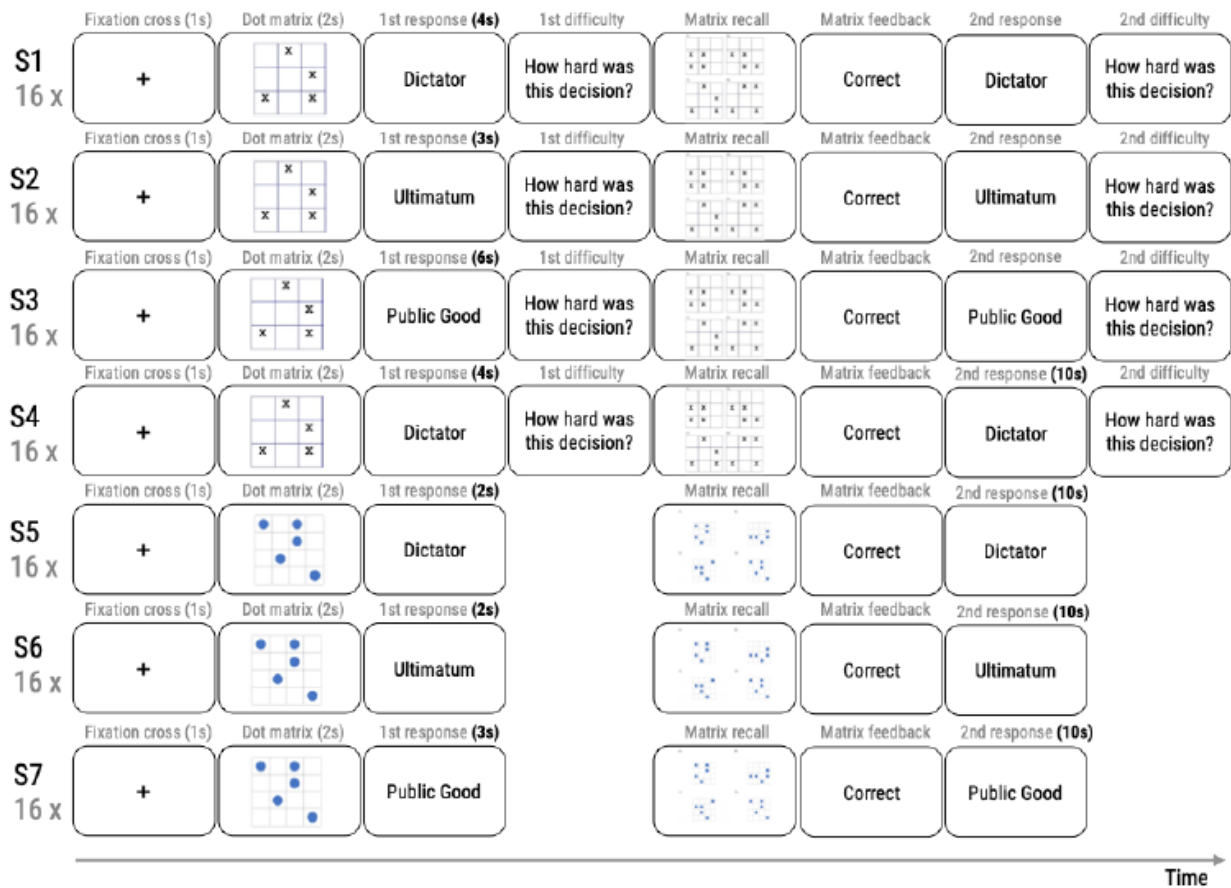 Fixation cross (1s) Dot matrix (2s) 1st response (4s) 1st difficulty Matrix recall Matrix feedback 2nd response 2nd difficulty
S1
16 x
+
x
x
x x
Dictator
How hard was
this decision?
Correct
Dictator
How hard was
this decision?
Fixation cross (1s) Dot matrix (2s) 1st response (3s) 1st difficulty Matrix recall Matrix feedback 2nd response 2nd difficulty
S2
16 x
+
x
x
x x
Ultimatum
How hard was
this decision?
Correct
Ultimatum
How hard was
this decision?
Fixation cross (1s) Dot matrix (2s) 1st response (6s) 1st difficulty Matrix recall Matrix feedback 2nd response 2nd difficulty
S3
16 x
+
x
x
x x
Public Good
How hard was
this decision?
Correct
Public Good
How hard was
this decision?
Fixation cross (1s) Dot matrix (2s) 1st response (4s) 1st difficulty Matrix recall Matrix feedback 2nd response (10s) 2nd difficulty
S4
16 x
+
x
x
x x
Dictator
How hard was
this decision?
Correct
Dictator
How hard was
this decision?
Fixation cross (1s) Dot matrix (2s) 1st response (2s) Matrix recall Matrix feedback 2nd response (10s)
S5
16 x
+
Dictator
Correct
Dictator
Fixation cross (1s) Dot matrix (2s) 1st response (2s) Matrix recall Matrix feedback 2nd response (10s)
S6
16 x
+
Ultimatum
Correct
Ultimatum
Fixation cross (1s) Dot matrix (2s) 1st response (3s) Matrix recall Matrix feedback 2nd response (10s)
S7
16 x
+
Public Good
Correct
Public Good
Time